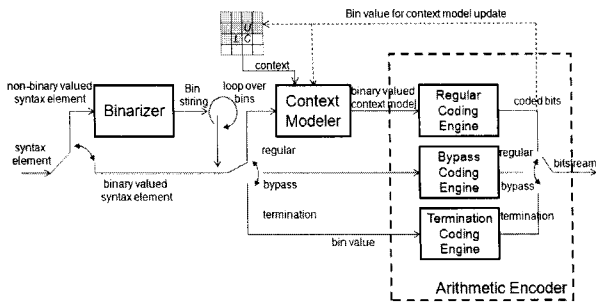 Bin value for context model update
U
L C
context
non-binary valued
syntax element
Binarizer
Bin
stiring
loop over
bins
Context
Modeler
binary valued
context model
Regular
Coding
Engine
coded bits
syntax
element
binary valued
syntax element
regular
bypass
Bypass
Coding
Engine
regular
bypass
bitstream
termination
bin value
Termination
Coding
Engine
termination
Arithmetic Encoder